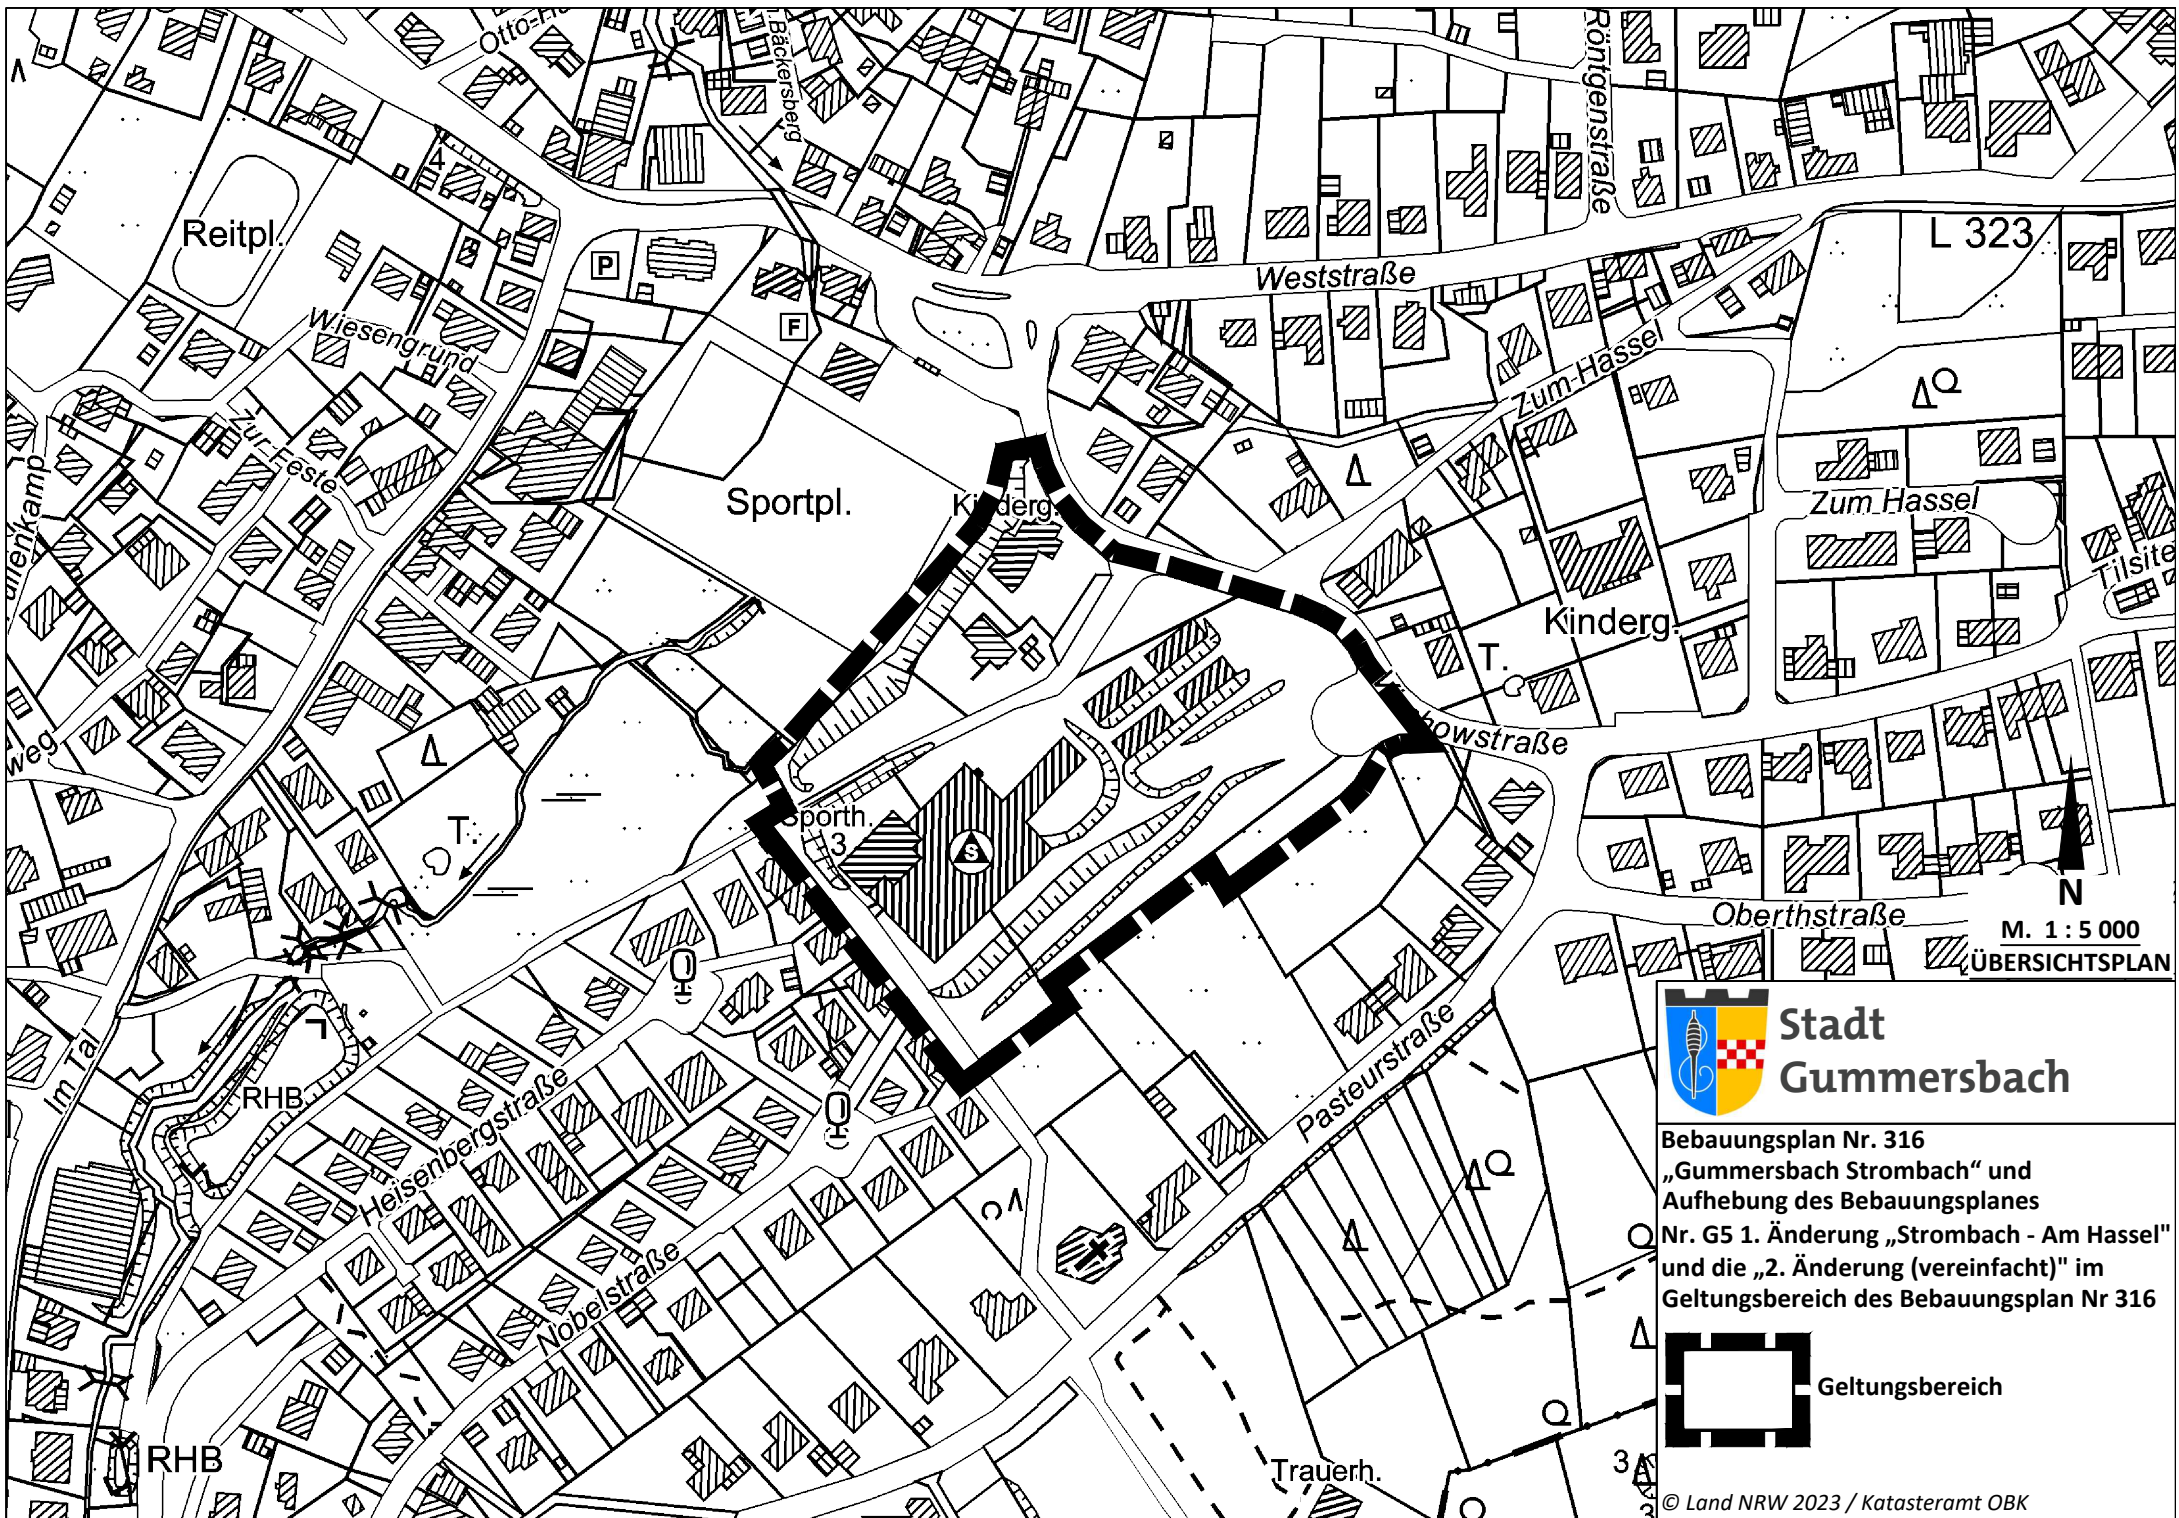 Bäckersberg
Röntgenstraße
4
Reitpl.
P
L 323
Weststraße
F
Wiesengrund
Zum Hassel
Zur Feste
Sportpl.
Kinderg.
Zum Hassel
Kinderg.
T.
weg
owstraße
Sporth.
3
S
T.
Oberthstraße
N
M. 1 : 5 000
ÜBERSICHTSPLAN
Im Tal
RHB
Heisenbergstraße
Pasteurstraße
Nobelstraße
RHB
Trauerh.
3
Stadt
Gummersbach
Bebauungsplan Nr. 316
„Gummersbach Strombach“ und
Aufhebung des Bebauungsplanes
Nr. G5 1. Änderung „Strombach - Am Hassel"
und die „2. Änderung (vereinfacht)" im
Geltungsbereich des Bebauungsplan Nr 316
Geltungsbereich
© Land NRW 2023 / Katasteramt OBK